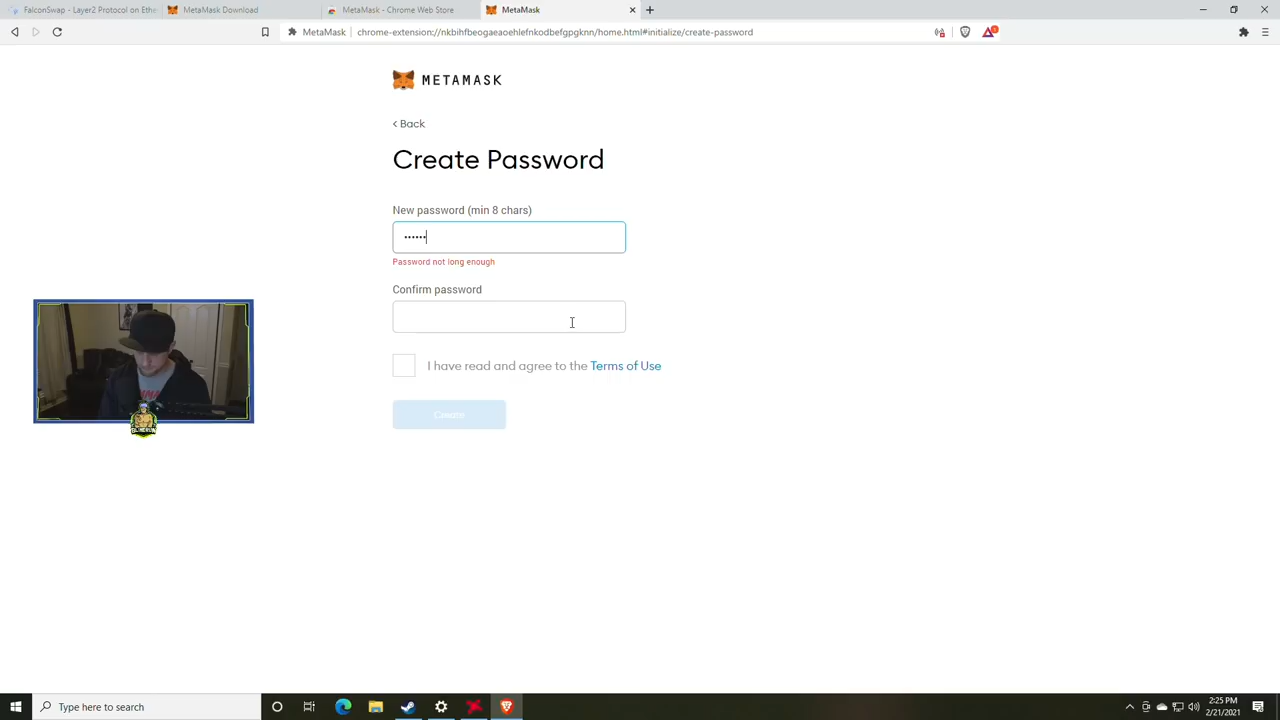 FalconSwap - Layer2 Protocol on Eth
MetaMask Download
MetaMask - Chrome Web Store
MetaMask
MetaMask
chrome-extension://nkbihfbeogaeaoehlefnkodbefgpgknn/home.html#initialize/create-password
METAMASK
< Back
Create Password
New password (min 8 chars)
••••••
Password not long enough
Confirm password
I have read and agree to the Terms of Use
Create
Type here to search
2:25 PM
2/21/2021